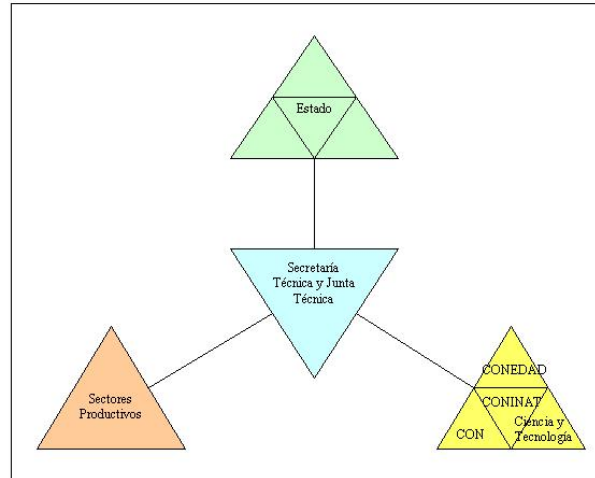 Estado
Secretaría
Técnica y Junta
Técnica
Sectores
Productivos
CONEDAD
CONINAT
CON
Ciencia y
Tecnología